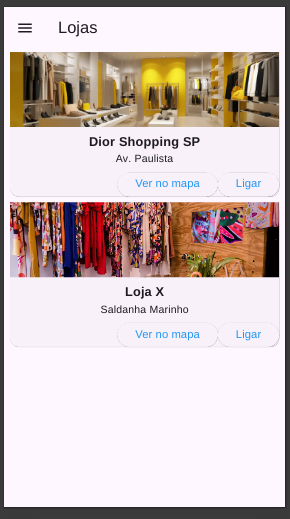 Lojas
Dior Shopping SP
Av. Paulista
Ver no mapa Ligar
Loja X
Saldanha Marinho
Ver no mapa Ligar